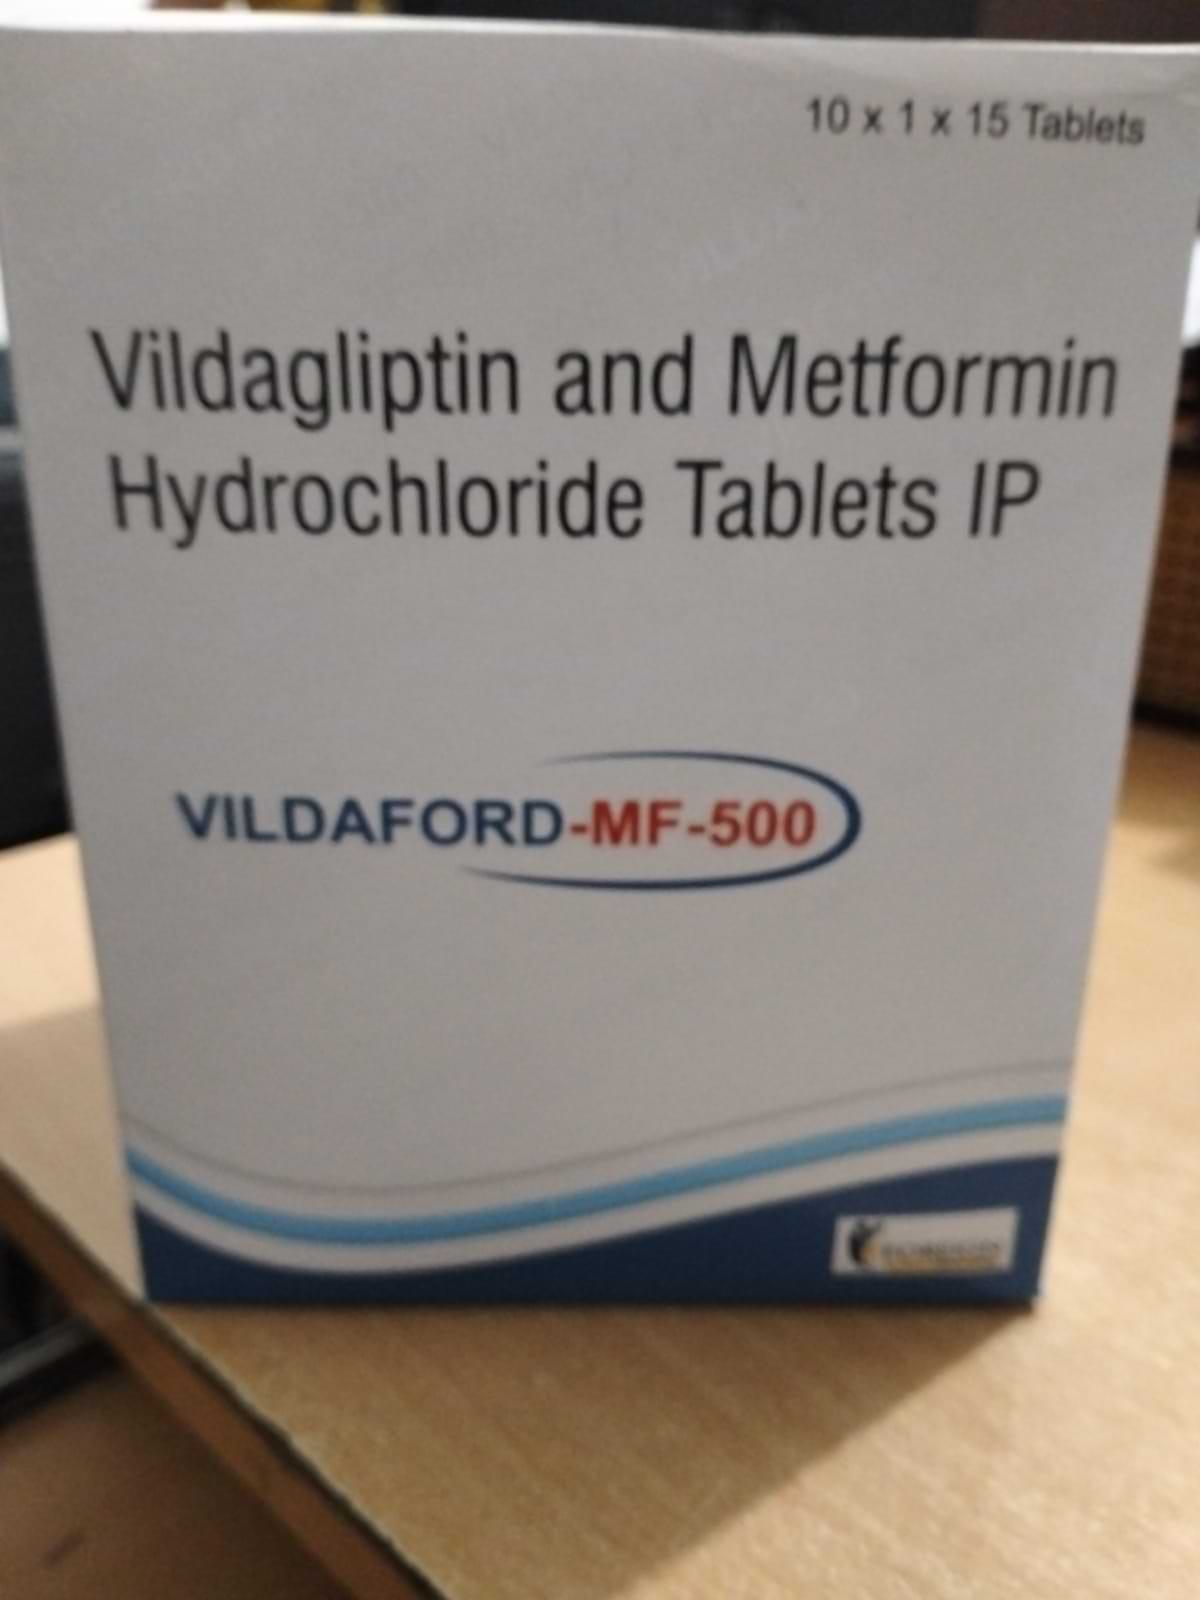 10 x 1 x 15 Tablets
Vildagliptin and Metformin
Hydrochloride Tablets IP
VILDAFORD-MF-500